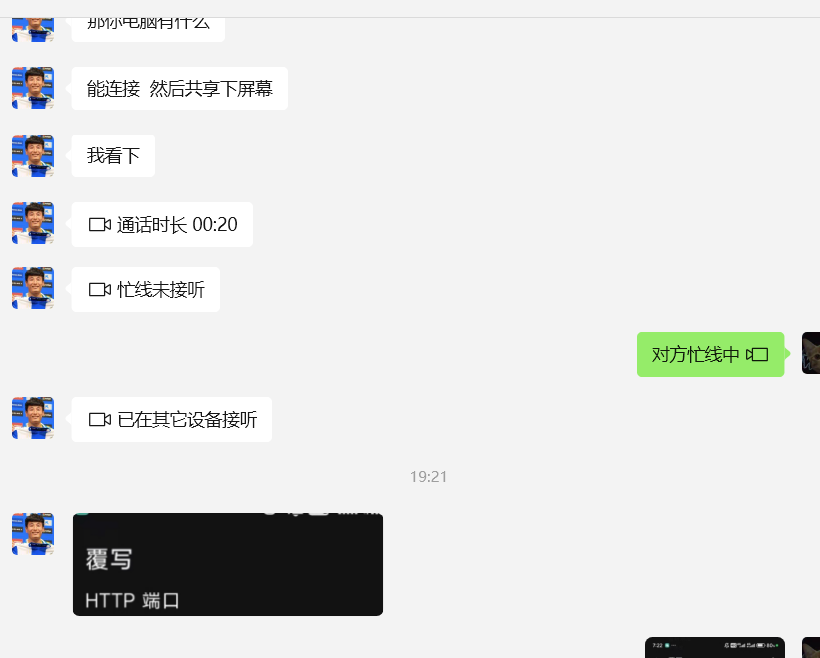 那你电脑有什么
能连接 然后共享下屏幕
我看下
通话时长 00:20
忙线未接听
对方忙线中
已在其它设备接听
19:21
覆写
HTTP 端口